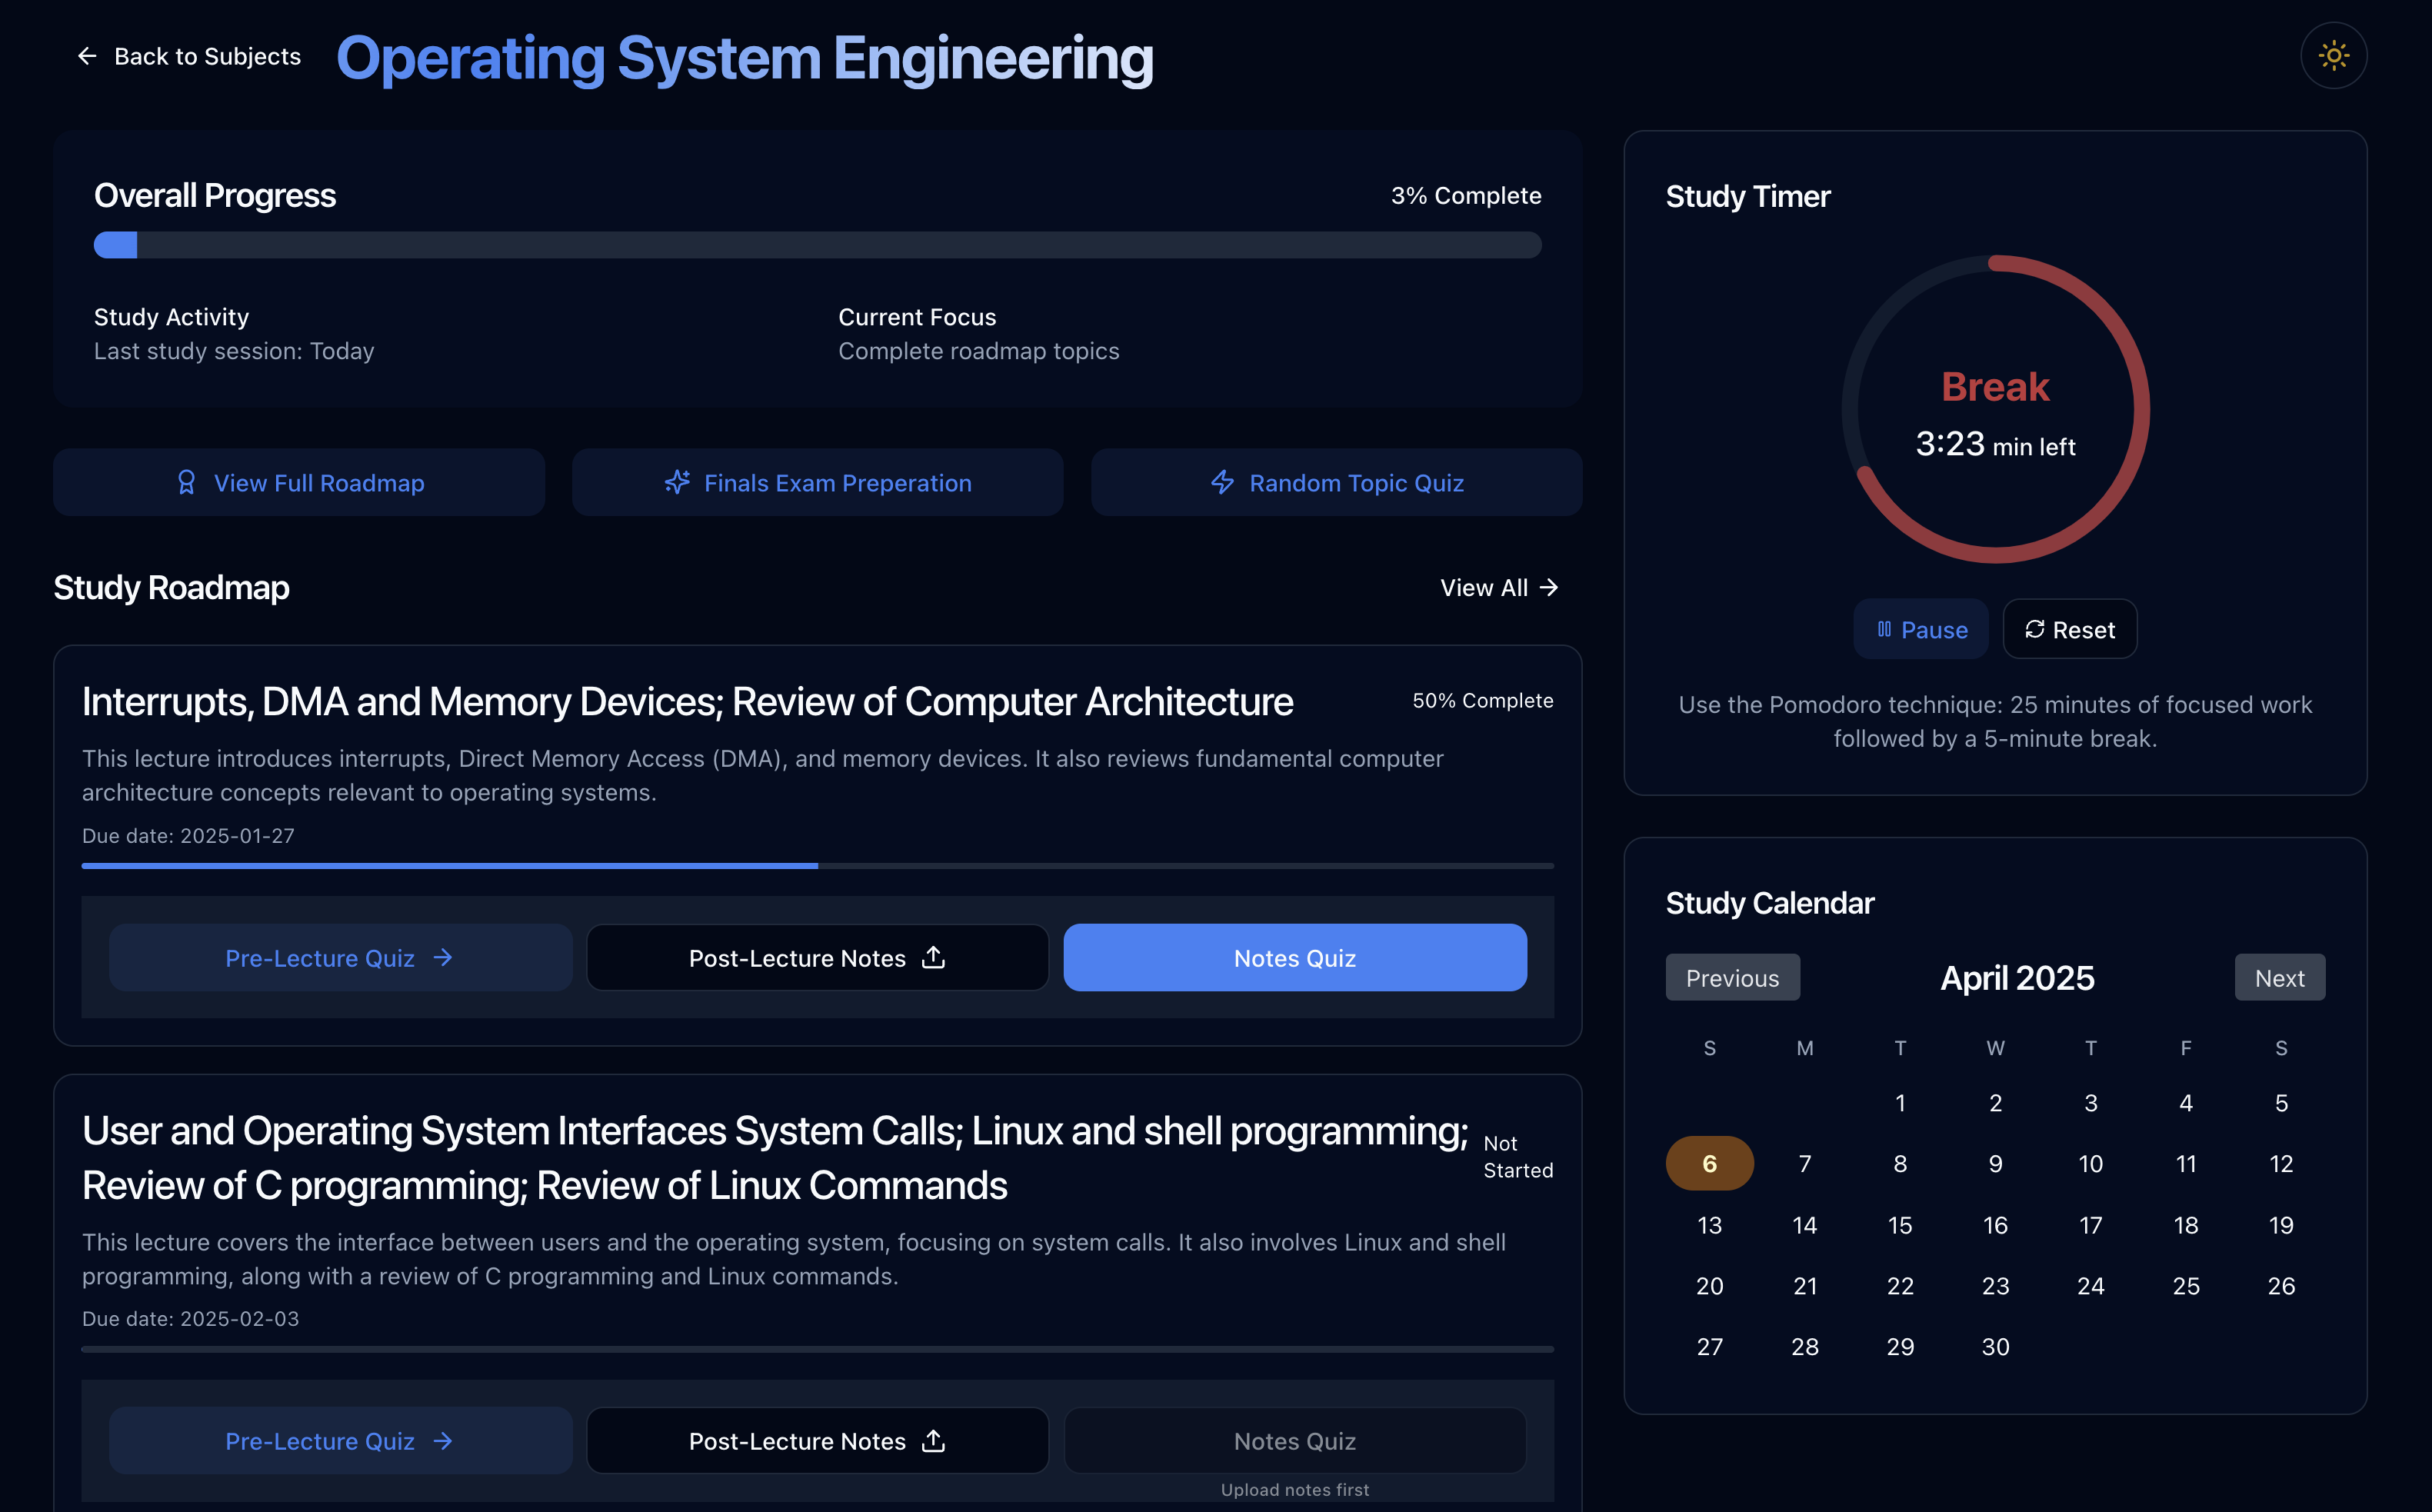 Back to Subjects
Operating System Engineering
Overall Progress
3% Complete
Study Activity
Last study session: Today
Current Focus
Complete roadmap topics
View Full Roadmap
Finals Exam Preperation
Random Topic Quiz
Study Roadmap
View All
Interrupts, DMA and Memory Devices; Review of Computer Architecture
50% Complete
This lecture introduces interrupts, Direct Memory Access (DMA), and memory devices. It also reviews fundamental computer
architecture concepts relevant to operating systems.
Due date: 2025-01-27
Pre-Lecture Quiz
Post-Lecture Notes
Notes Quiz
User and Operating System Interfaces System Calls; Linux and shell programming;
Review of C programming; Review of Linux Commands
Not
Started
This lecture covers the interface between users and the operating system, focusing on system calls. It also involves Linux and shell
programming, along with a review of C programming and Linux commands.
Due date: 2025-02-03
Pre-Lecture Quiz
Post-Lecture Notes
Notes Quiz
Upload notes first
Study Timer
Break
3:23 min left
Pause
Reset
Use the Pomodoro technique: 25 minutes of focused work
followed by a 5-minute break.
Study Calendar
Previous
April 2025
Next
S M T W T F S
1 2 3 4 5
6 7 8 9 10 11 12
13 14 15 16 17 18 19
20 21 22 23 24 25 26
27 28 29 30